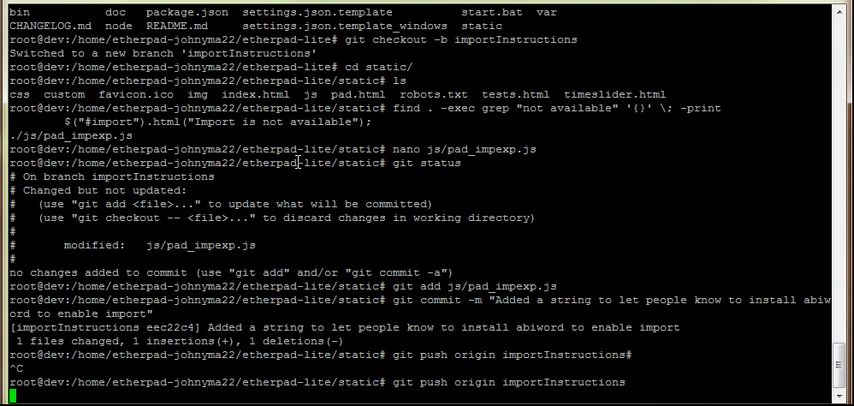 bin          doc   package.json   settings.json.template          start.bat  var
CHANGELOG.md  node  README.md     settings.json.template_windows  static
root@dev:/home/etherpad-johnyma22/etherpad-lite# git checkout -b importInstructions
Switched to a new branch 'importInstructions'
root@dev:/home/etherpad-johnyma22/etherpad-lite# cd static/
root@dev:/home/etherpad-johnyma22/etherpad-lite/static# ls
css  custom  favicon.ico  img  index.html  js  pad.html  robots.txt  tests.html  timeslider.html
root@dev:/home/etherpad-johnyma22/etherpad-lite/static# find . -exec grep "not available" '{}' \; -print
        $("#import").html("Import is not available");
./js/pad_impexp.js
root@dev:/home/etherpad-johnyma22/etherpad-lite/static# nano js/pad_impexp.js
root@dev:/home/etherpad-johnyma22/etherpad-lite/static# git status
# On branch importInstructions
# Changed but not updated:
#   (use "git add <file>..." to update what will be committed)
#   (use "git checkout -- <file>..." to discard changes in working directory)
#
#       modified:   js/pad_impexp.js
#
no changes added to commit (use "git add" and/or "git commit -a")
root@dev:/home/etherpad-johnyma22/etherpad-lite/static# git add js/pad_impexp.js
root@dev:/home/etherpad-johnyma22/etherpad-lite/static# git commit -m "Added a string to let people know to install abiw
ord to enable import"
[importInstructions eec22c4] Added a string to let people know to install abiword to enable import
 1 files changed, 1 insertions(+), 1 deletions(-)
root@dev:/home/etherpad-johnyma22/etherpad-lite/static# git push origin importInstructions#
^C
root@dev:/home/etherpad-johnyma22/etherpad-lite/static# git push origin importInstructions